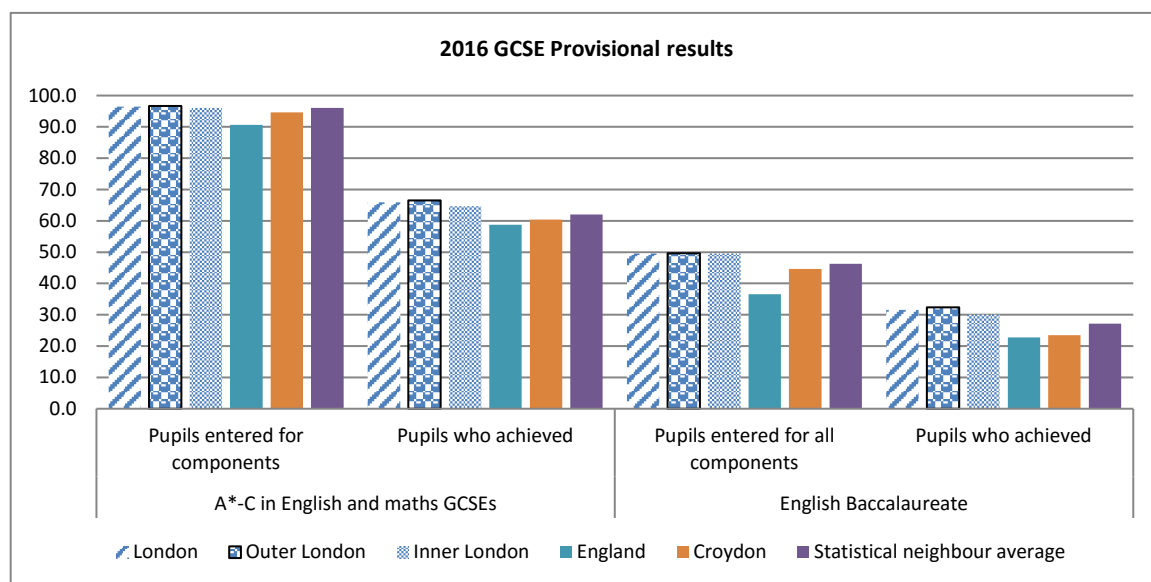 2016 GCSE Provisional results
100.0
90.0
80.0
70.0
60.0
50.0
40.0
30.0
20.0
10.0
0.0
Pupils entered for
components
Pupils who achieved
Pupils entered for all
components
Pupils who achieved
A*-C in English and maths GCSEs
English Baccalaureate
London
Outer London
Inner London
England
Croydon
Statistical neighbour average